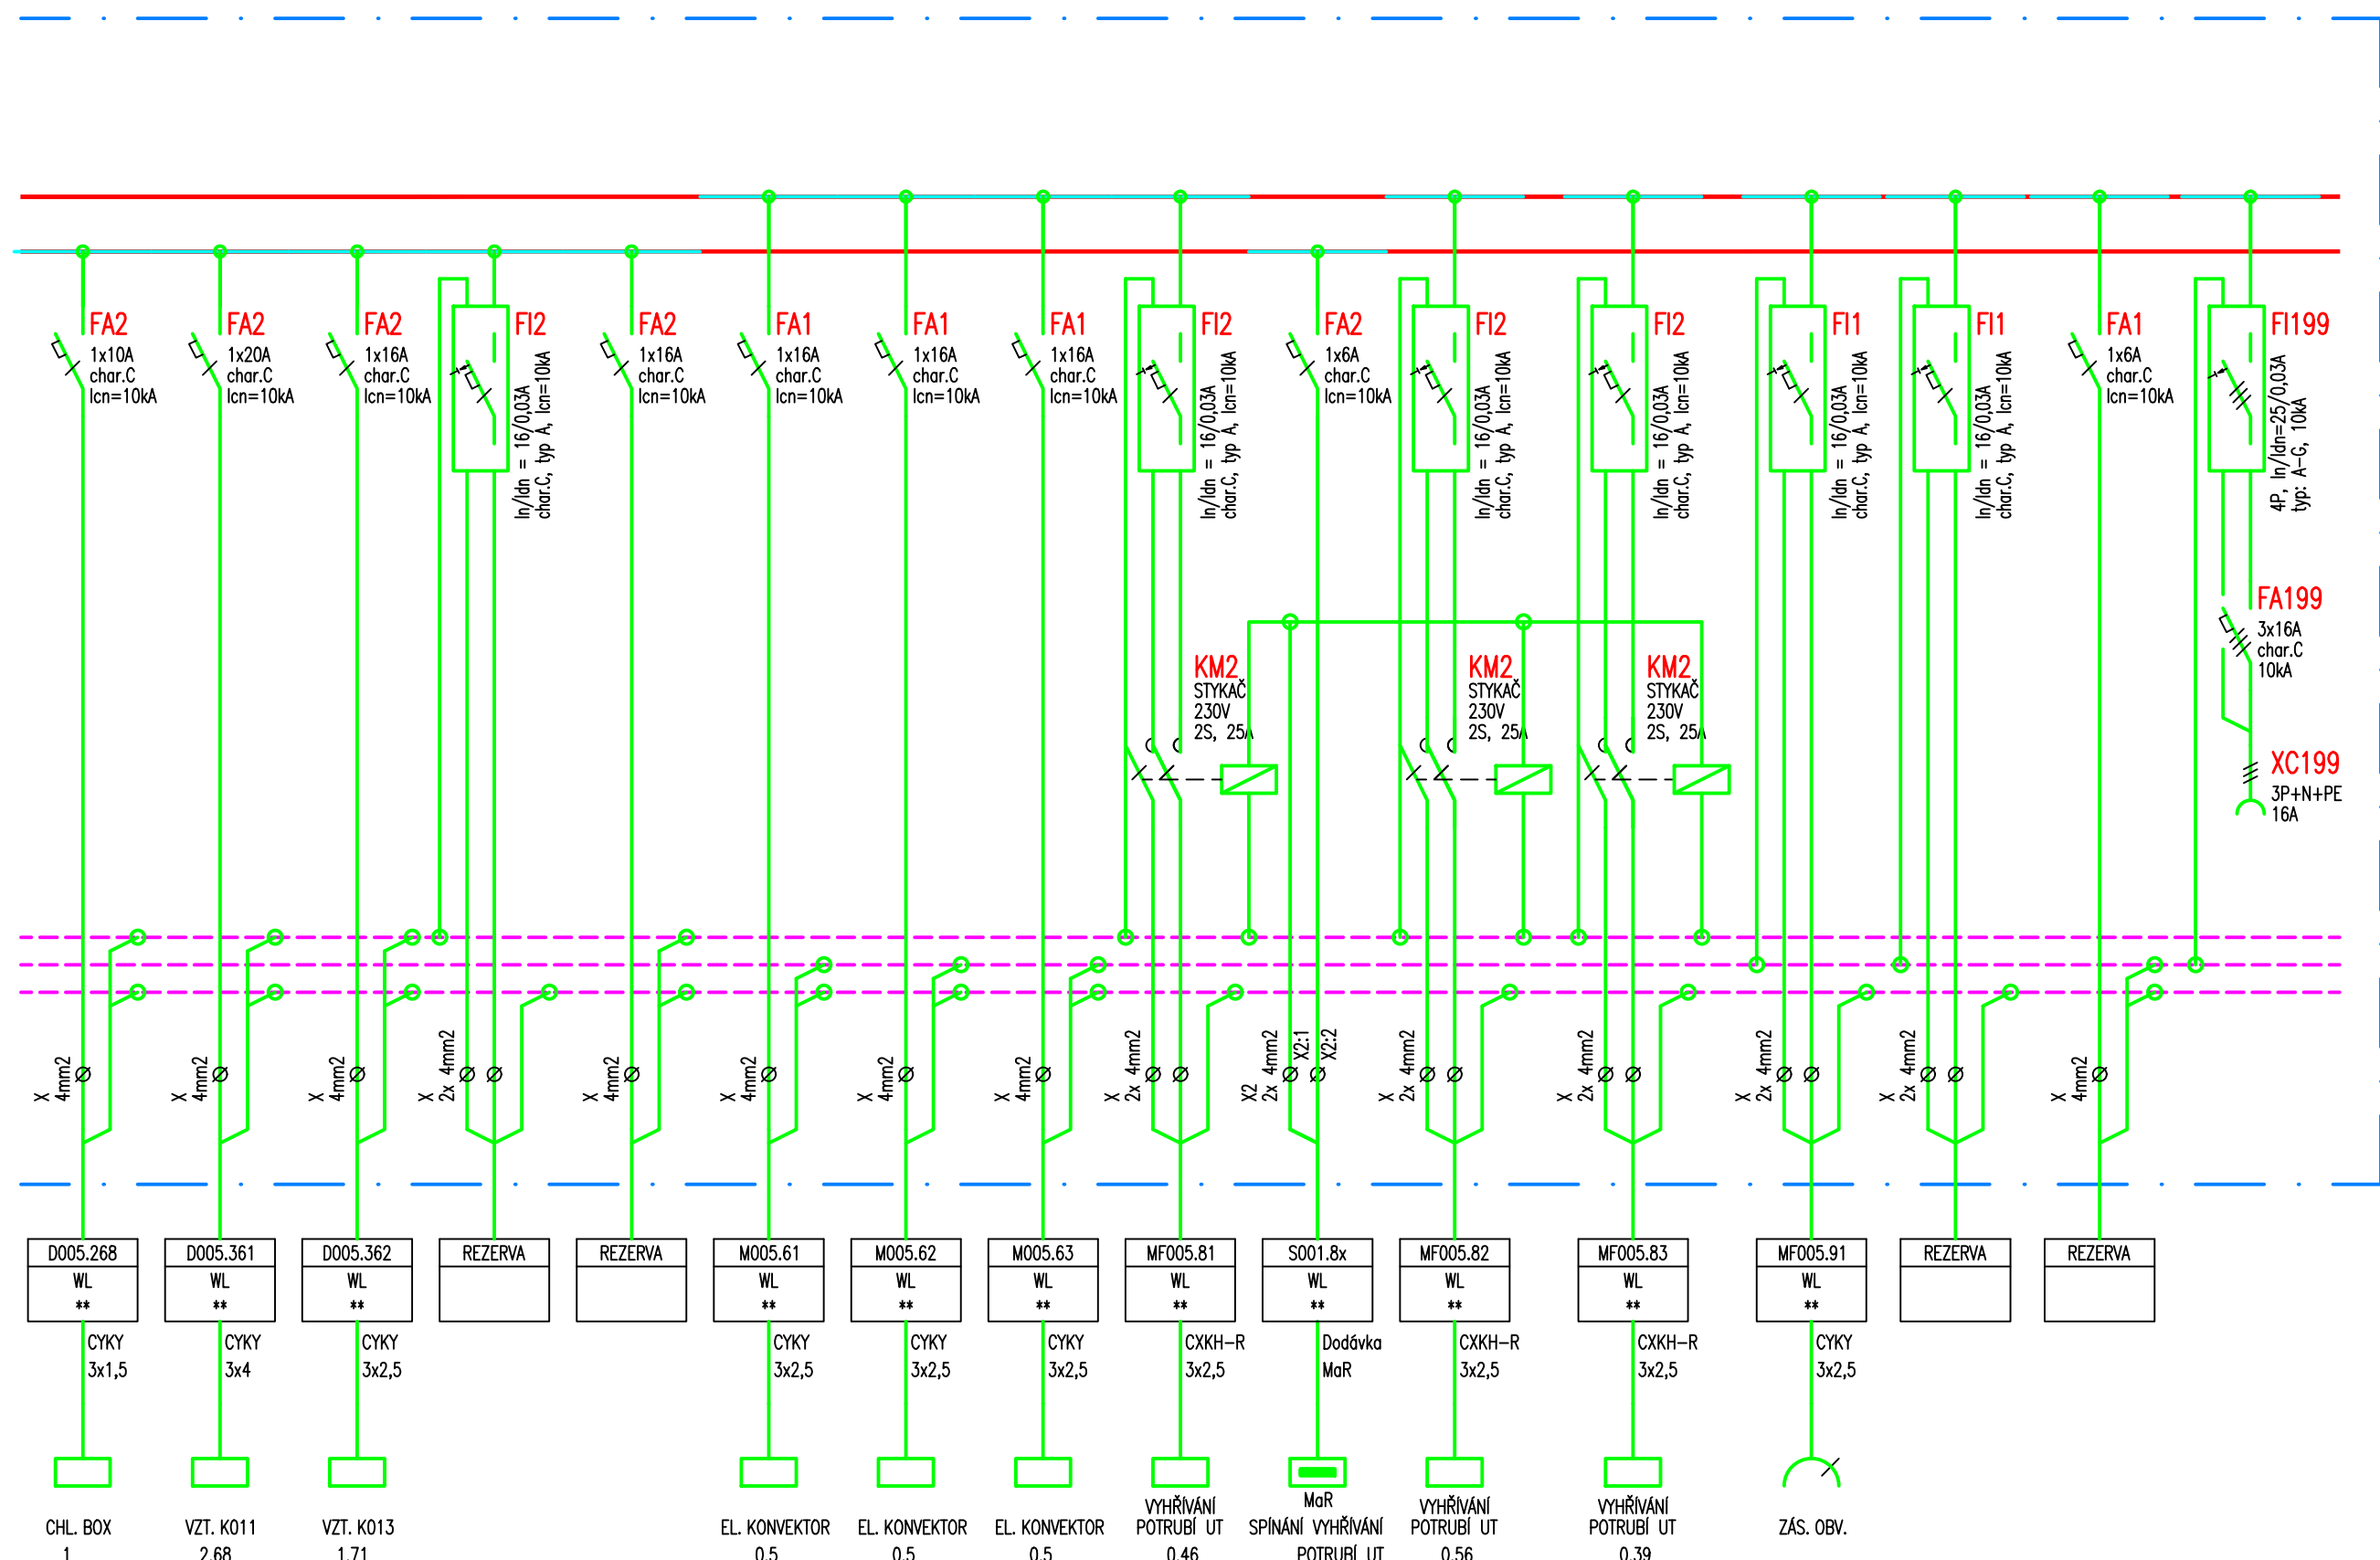 FA2
1x10A
char.C
Icn=10kA
FA2
1x20A
char.C
Icn=10kA
FA2
1x16A
char.C
Icn=10kA
FI2
In/Idn = 16/0,03A
char.C, typ A, Icn=10kA
FA2
1x16A
char.C
Icn=10kA
FA1
1x16A
char.C
Icn=10kA
FA1
1x16A
char.C
Icn=10kA
FA1
1x16A
char.C
Icn=10kA
FI2
In/Idn = 16/0,03A
char.C, typ A, Icn=10kA
FA2
1x6A
char.C
Icn=10kA
FI2
In/Idn = 16/0,03A
char.C, typ A, Icn=10kA
FI2
In/Idn = 16/0,03A
char.C, typ A, Icn=10kA
FI1
In/Idn = 16/0,03A
char.C, typ A, Icn=10kA
FI1
In/Idn = 16/0,03A
char.C, typ A, Icn=10kA
FA1
1x6A
char.C
Icn=10kA
FI199
4P, In/Idn=25/0,03A
typ: A-G, 10kA
FA199
3x16A
char.C
10kA
KM2
STYKAČ
230V
2S, 25A
KM2
STYKAČ
230V
2S, 25A
KM2
STYKAČ
230V
2S, 25A
XC199
3P+N+PE
16A
X
4mm2
X
4mm2
X
4mm2
X
2x 4mm2
X
4mm2
X
4mm2
X
4mm2
X
4mm2
X
2x 4mm2
X2
2x 4mm2
X2:1
X2:2
X
2x 4mm2
X
2x 4mm2
X
2x 4mm2
X
2x 4mm2
X
4mm2
D005.268
WL
**
CYKY
3x1,5
CHL. BOX
1
D005.361
WL
**
CYKY
3x4
VZT. K011
2.68
D005.362
WL
**
CYKY
3x2,5
VZT. K013
1.71
REZERVA
REZERVA
M005.61
WL
**
CYKY
3x2,5
EL. KONVEKTOR
0.5
M005.62
WL
**
CYKY
3x2,5
EL. KONVEKTOR
0.5
M005.63
WL
**
CYKY
3x2,5
EL. KONVEKTOR
0.5
MF005.81
WL
**
CXKH-R
3x2,5
VYHŘÍVÁNÍ
POTRUBÍ UT
0.46
S001.8x
WL
**
Dodávka
MaR
MaR
SPÍNÁNÍ VYHŘÍVÁNÍ
POTRUBÍ UT
MF005.82
WL
**
CXKH-R
3x2,5
VYHŘÍVÁNÍ
POTRUBÍ UT
0.56
MF005.83
WL
**
CXKH-R
3x2,5
VYHŘÍVÁNÍ
POTRUBÍ UT
0.39
MF005.91
WL
**
CYKY
3x2,5
ZÁS. OBV.
REZERVA
REZERVA